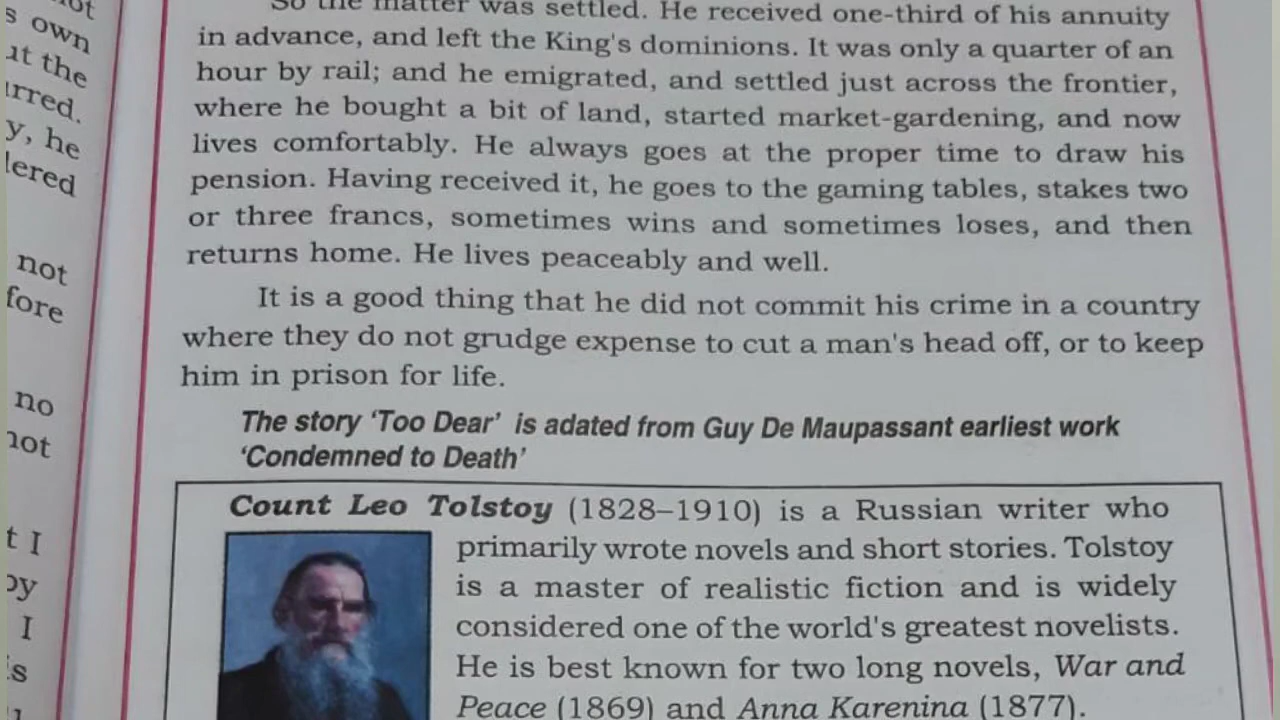 own
at the
rred.
y, he
lered
not
fore
no
not
t I
by
I
is
So the matter was settled. He received one-third of his annuity
in advance, and left the King's dominions. It was only a quarter of an
hour by rail; and he emigrated, and settled just across the frontier,
where he bought a bit of land, started market-gardening, and now
lives comfortably. He always goes at the proper time to draw his
pension. Having received it, he goes to the gaming tables, stakes two
or three francs, sometimes wins and sometimes loses, and then
returns home. He lives peaceably and well.
It is a good thing that he did not commit his crime in a country
where they do not grudge expense to cut a man's head off, or to keep
him in prison for life.
The story 'Too Dear' is adated from Guy De Maupassant earliest work
'Condemned to Death'
Count Leo Tolstoy (1828–1910) is a Russian writer who
primarily wrote novels and short stories. Tolstoy
is a master of realistic fiction and is widely
considered one of the world's greatest novelists.
He is best known for two long novels, War and
Peace (1869) and Anna Karenina (1877).